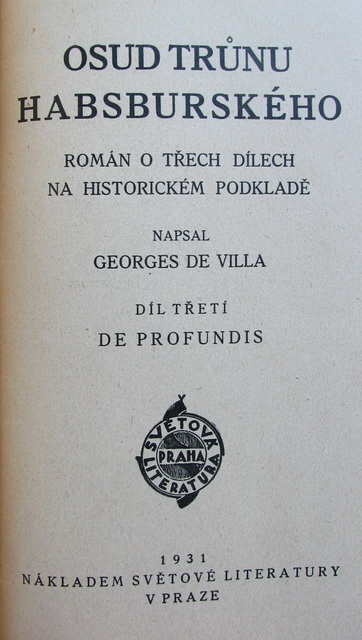 OSUD TRŮNU
HABSBURSKÉHO
ROMÁN O TŘECH DÍLECH
NA HISTORICKÉM PODKLADĚ
NAPSAL
GEORGES DE VILLA
DÍL TŘETÍ
DE PROFUNDIS
SVĚTOVÁ
PRAHA
LITERATURA
1931
NÁKLADEM SVĚTOVÉ LITERATURY
V PRAZE